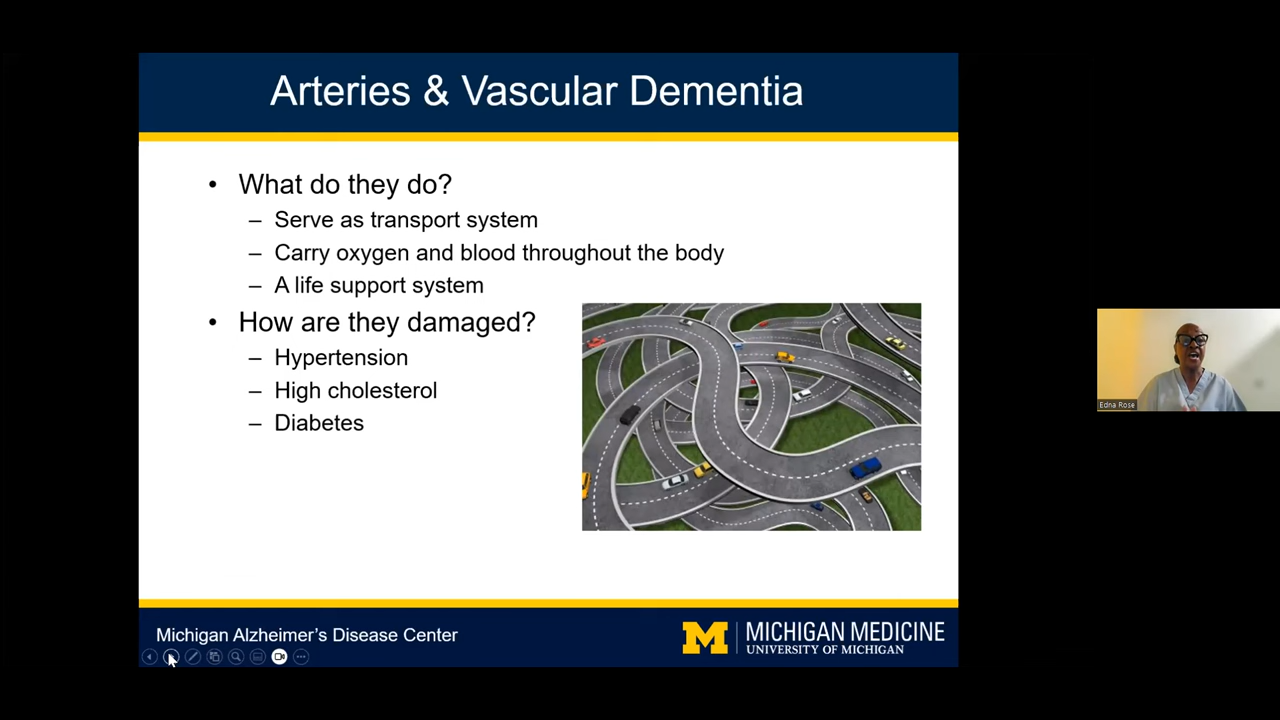 Arteries & Vascular Dementia
• What do they do?
– Serve as transport system
– Carry oxygen and blood throughout the body
– A life support system
• How are they damaged?
– Hypertension
– High cholesterol
– Diabetes
Edna Rose
Michigan Alzheimer's Disease Center
M
MICHIGAN MEDICINE
UNIVERSITY OF MICHIGAN